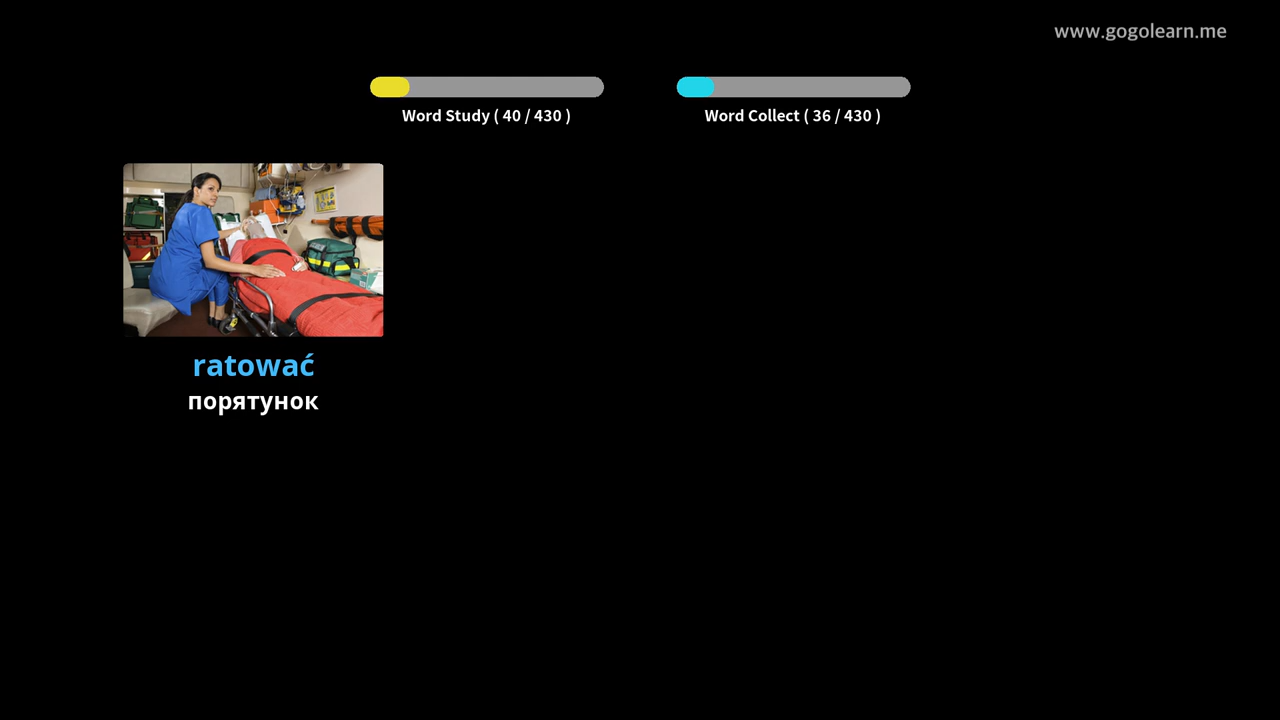 www.gogolearn.me
Word Study ( 40 / 430 )
Word Collect ( 36 / 430 )
ratować
порятунок